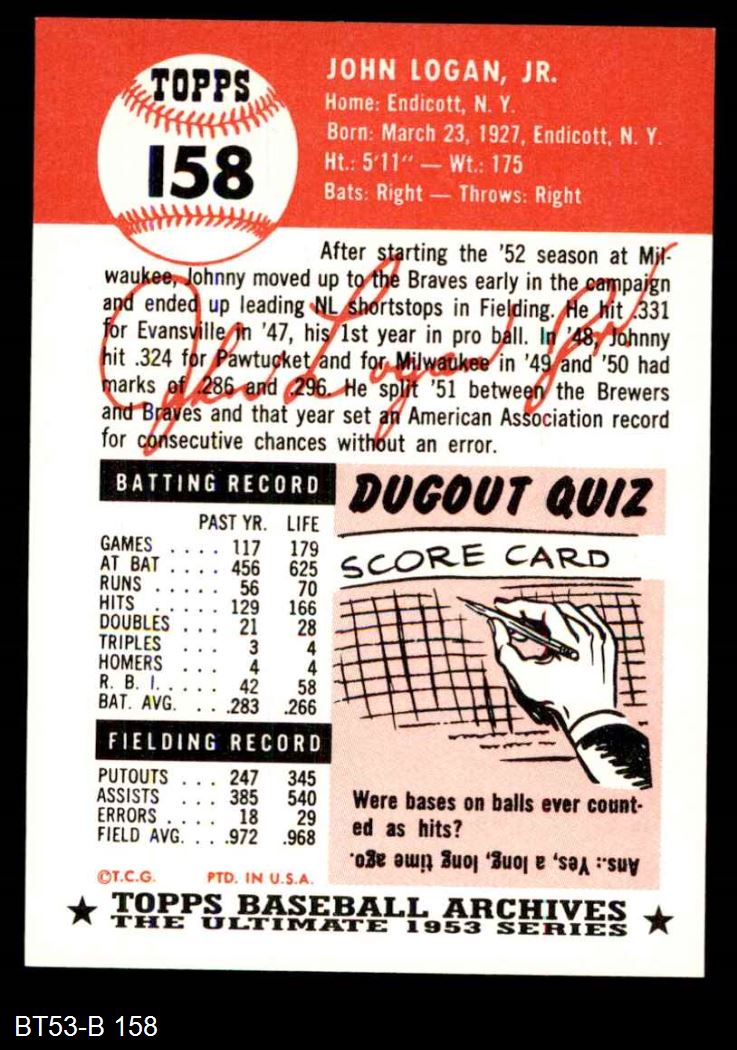 TOPPS
158
JOHN LOGAN, JR.
Home: Endicott, N. Y.
Born: March 23, 1927, Endicott, N. Y.
Ht.: 5'11" — Wt.: 175
Bats: Right — Throws: Right
After starting the '52 season at Mil-
waukee, Johnny moved up to the Braves early in the campaign
and ended up leading NL shortstops in Fielding. He hit .331
for Evansville in '47, his 1st year in pro ball. In '48, Johnny
hit .324 for Pawtucket and for Milwaukee in '49 and '50 had
marks of .286 and .296. He split '51 between the Brewers
and Braves and that year set an American Association record
for consecutive chances without an error.
John Logan Jr
BATTING RECORD
PAST YR. LIFE
GAMES .... 117 179
AT BAT .... 456 625
RUNS .... 56 70
HITS ..... 129 166
DOUBLES .... 21 28
TRIPLES ... 3 4
HOMERS ... 4 4
R. B. I. .... 42 58
BAT. AVG. ... .283 .266
FIELDING RECORD
PUTOUTS ... 247 345
ASSISTS .... 385 540
ERRORS .... 18 29
FIELD AVG. ... .972 .968
©T.C.G. PTD. IN U.S.A.
DUGOUT QUIZ
SCORE CARD
Were bases on balls ever count-
ed as hits?
Ans.: Yes, a long, long time ago.
TOPPS BASEBALL ARCHIVES
THE ULTIMATE 1953 SERIES
BT53-B 158